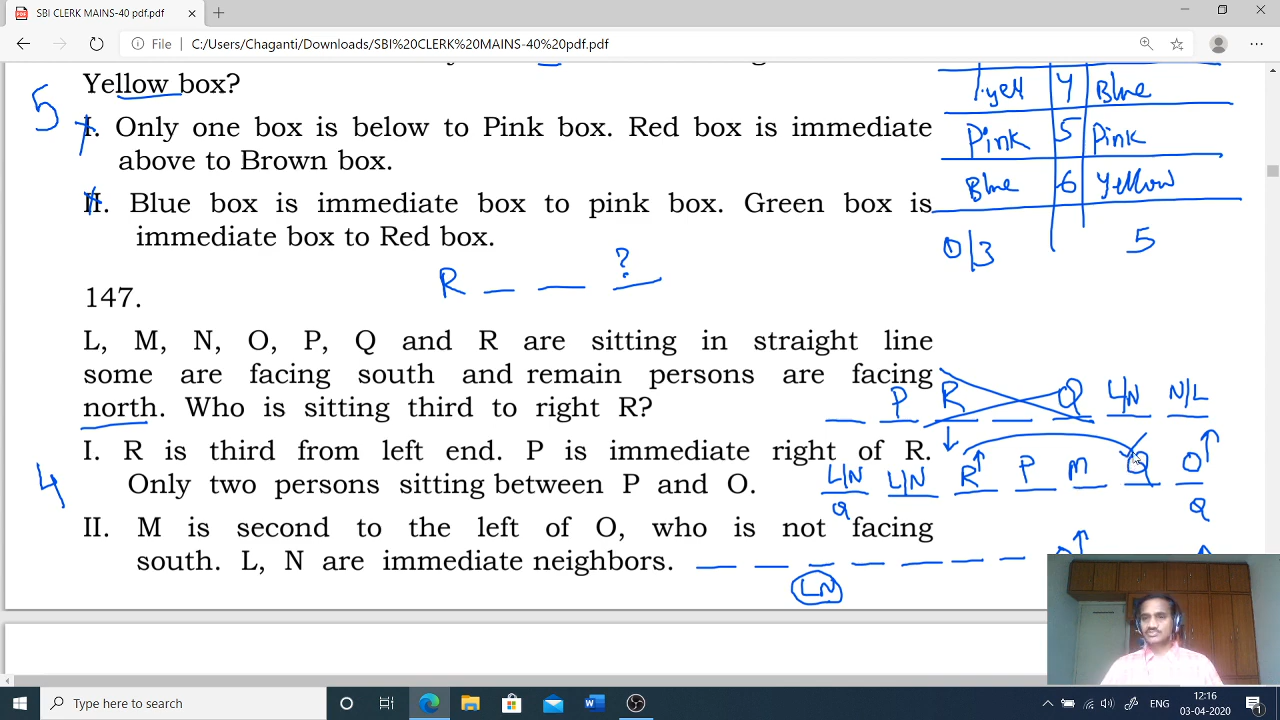 SBI CLERK MAINS-40 pdf.pdf
File | C:/Users/Chaganti/Downloads/SBI%20CLERK%20MAINS-40%20pdf.pdf
Yellow box?
5
I. Only one box is below to Pink box. Red box is immediate
above to Brown box.
II. Blue box is immediate box to pink box. Green box is
immediate box to Red box.
1.yell 4 Blue
Pink 5 Pink
Blue 6 Yellow
0/3 5
R ?
147.
L, M, N, O, P, Q and R are sitting in straight line
some are facing south and remain persons are facing
north. Who is sitting third to right R?
P R Q L/N N/L
4
I. R is third from left end. P is immediate right of R.
Only two persons sitting between P and O.
L/N L/N R P M Q O
Q Q
II. M is second to the left of O, who is not facing
south. L, N are immediate neighbors.
LN
Type here to search
ENG
12:16
03-04-2020